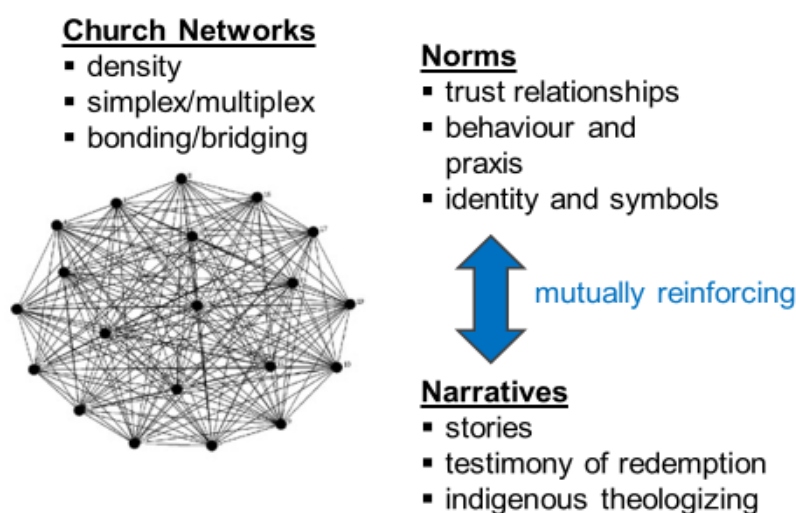 Church Networks
▪ density
▪ simplex/multiplex
▪ bonding/bridging
Norms
▪ trust relationships
▪ behaviour and
praxis
▪ identity and symbols
mutually reinforcing
Narratives
▪ stories
▪ testimony of redemption
▪ indigenous theologizing